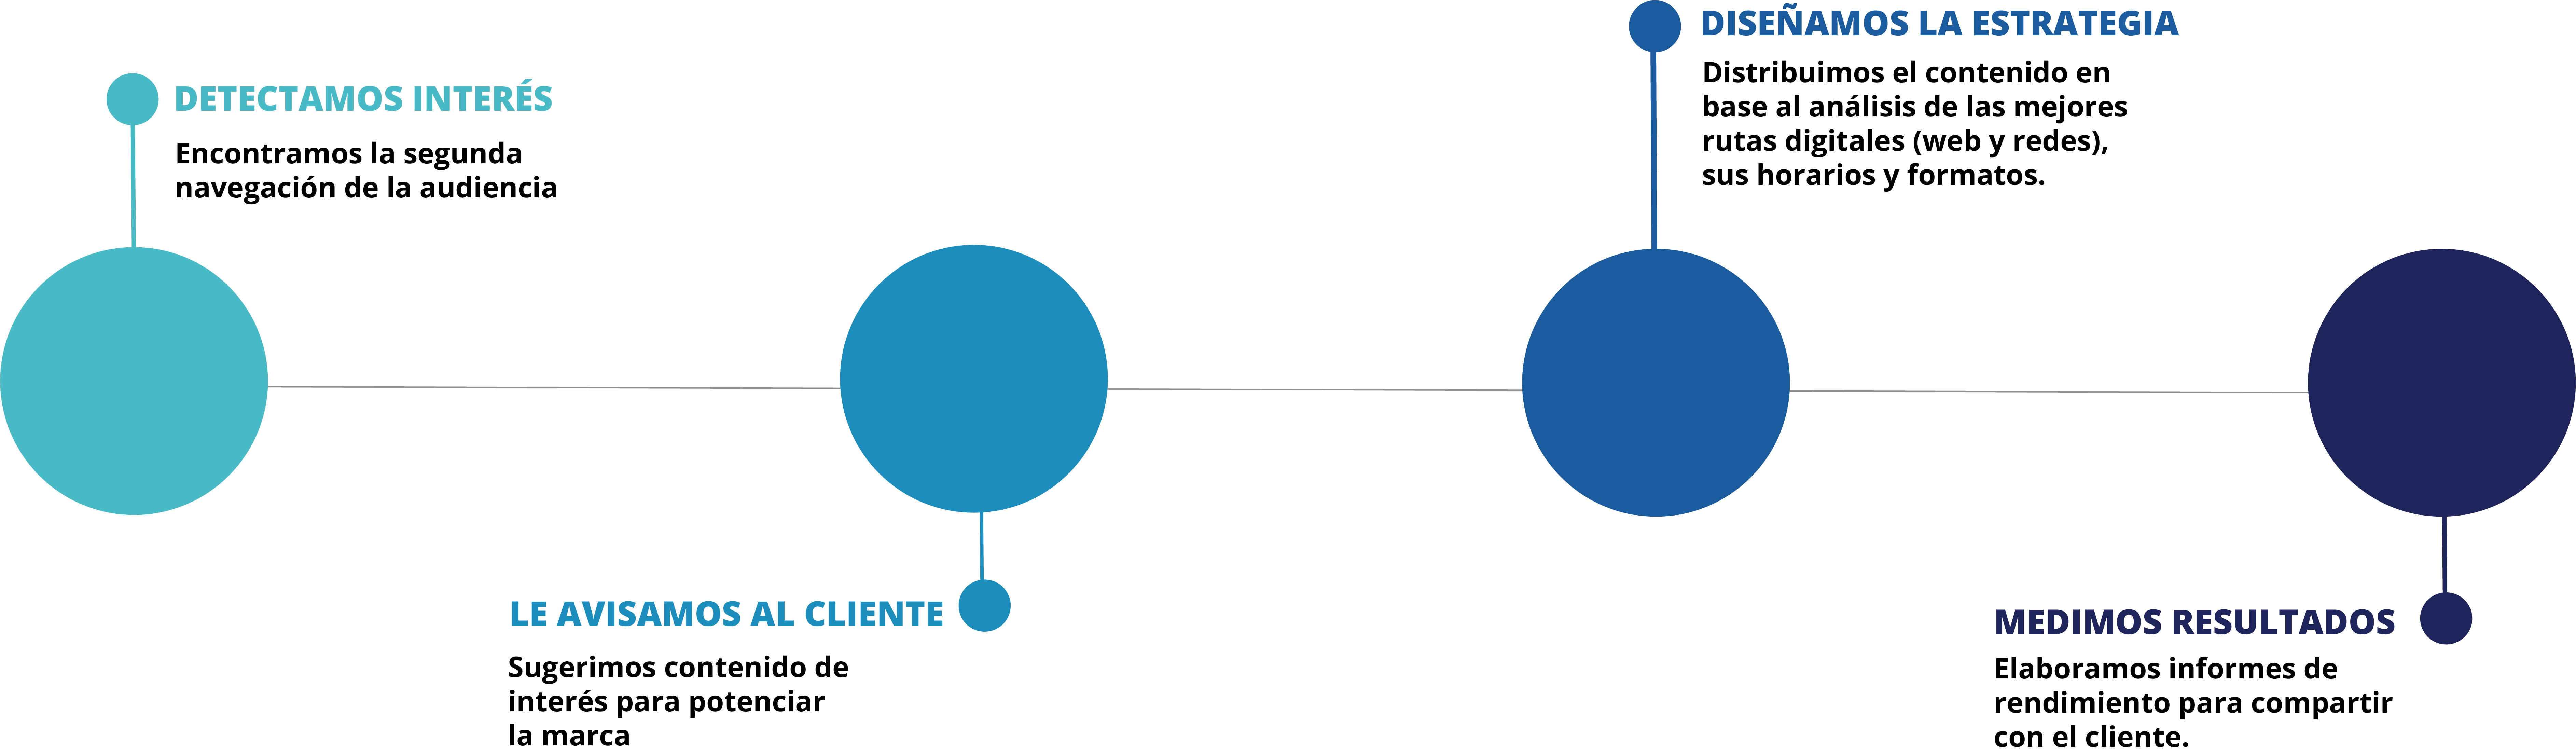 DETECTAMOS INTERÉS
Encontramos la segunda
navegación de la audiencia
LE AVISAMOS AL CLIENTE
Sugerimos contenido de
interés para potenciar
la marca
DISEÑAMOS LA ESTRATEGIA
Distribuimos el contenido en
base al análisis de las mejores
rutas digitales (web y redes),
sus horarios y formatos.
MEDIMOS RESULTADOS
Elaboramos informes de
rendimiento para compartir
con el cliente.